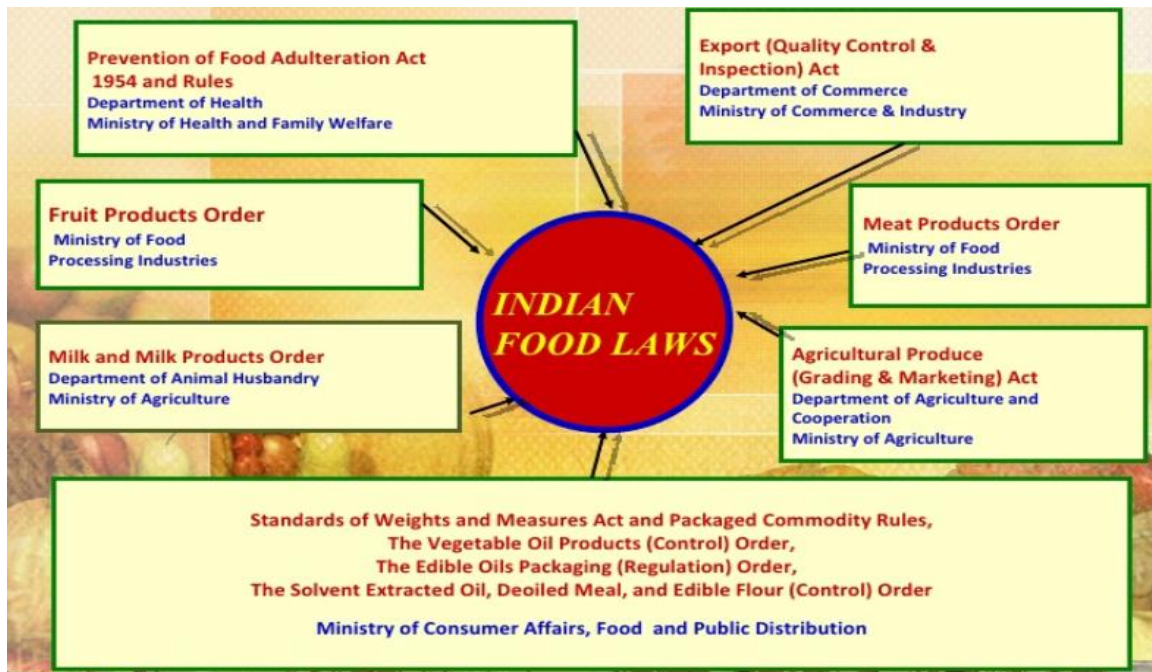 Prevention of Food Adulteration Act
1954 and Rules
Department of Health
Ministry of Health and Family Welfare
Export (Quality Control &
Inspection) Act
Department of Commerce
Ministry of Commerce & Industry
Fruit Products Order
Ministry of Food
Processing Industries
Meat Products Order
Ministry of Food
Processing Industries
INDIAN
FOOD LAWS
Milk and Milk Products Order
Department of Animal Husbandry
Ministry of Agriculture
Agricultural Produce
(Grading & Marketing) Act
Department of Agriculture and
Cooperation
Ministry of Agriculture
Standards of Weights and Measures Act and Packaged Commodity Rules,
The Vegetable Oil Products (Control) Order,
The Edible Oils Packaging (Regulation) Order,
The Solvent Extracted Oil, Deoiled Meal, and Edible Flour (Control) Order
Ministry of Consumer Affairs, Food and Public Distribution